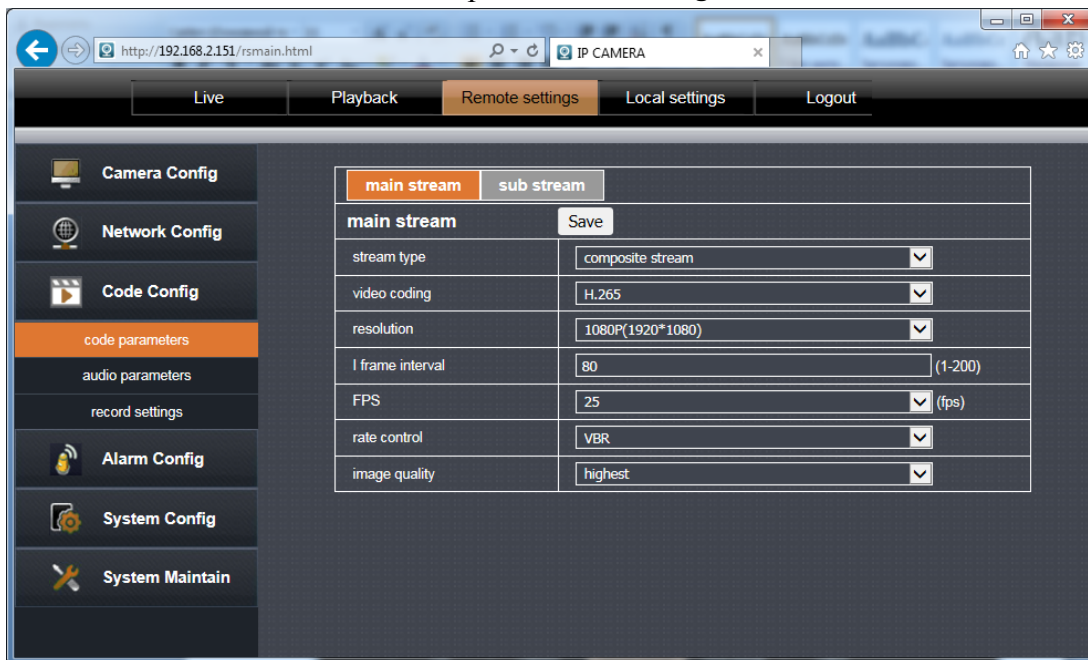 http://192.168.2.151/rsmain.html
IP CAMERA
Live Playback Remote settings Local settings Logout
Camera Config
Network Config
Code Config
code parameters
audio parameters
record settings
Alarm Config
System Config
System Maintain
main stream sub stream
main stream Save
stream type composite stream
video coding H.265
resolution 1080P(1920*1080)
I frame interval 80 (1-200)
FPS 25 (fps)
rate control VBR
image quality highest